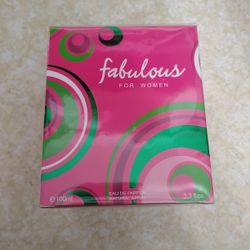 fabulous
FOR WOMEN
EAU DE PARFUM
NATURAL SPRAY
℮100ml
3.3 fl.oz.